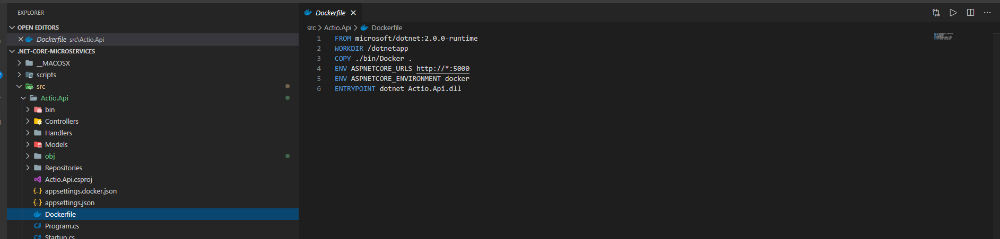 EXPLORER
OPEN EDITORS
Dockerfile src\Actio.Api
.NET-CORE-MICROSERVICES
__MACOSX
scripts
src
Actio.Api
bin
Controllers
Handlers
Models
obj
Repositories
Actio.Api.csproj
{..} appsettings.docker.json
{..} appsettings.json
Dockerfile
C# Program.cs
C# Startup.cs
Dockerfile
src > Actio.Api > Dockerfile
1 FROM microsoft/dotnet:2.0.0-runtime
2 WORKDIR /dotnetapp
3 COPY ./bin/Docker .
4 ENV ASPNETCORE_URLS http://*:5000
5 ENV ASPNETCORE_ENVIRONMENT docker
6 ENTRYPOINT dotnet Actio.Api.dll